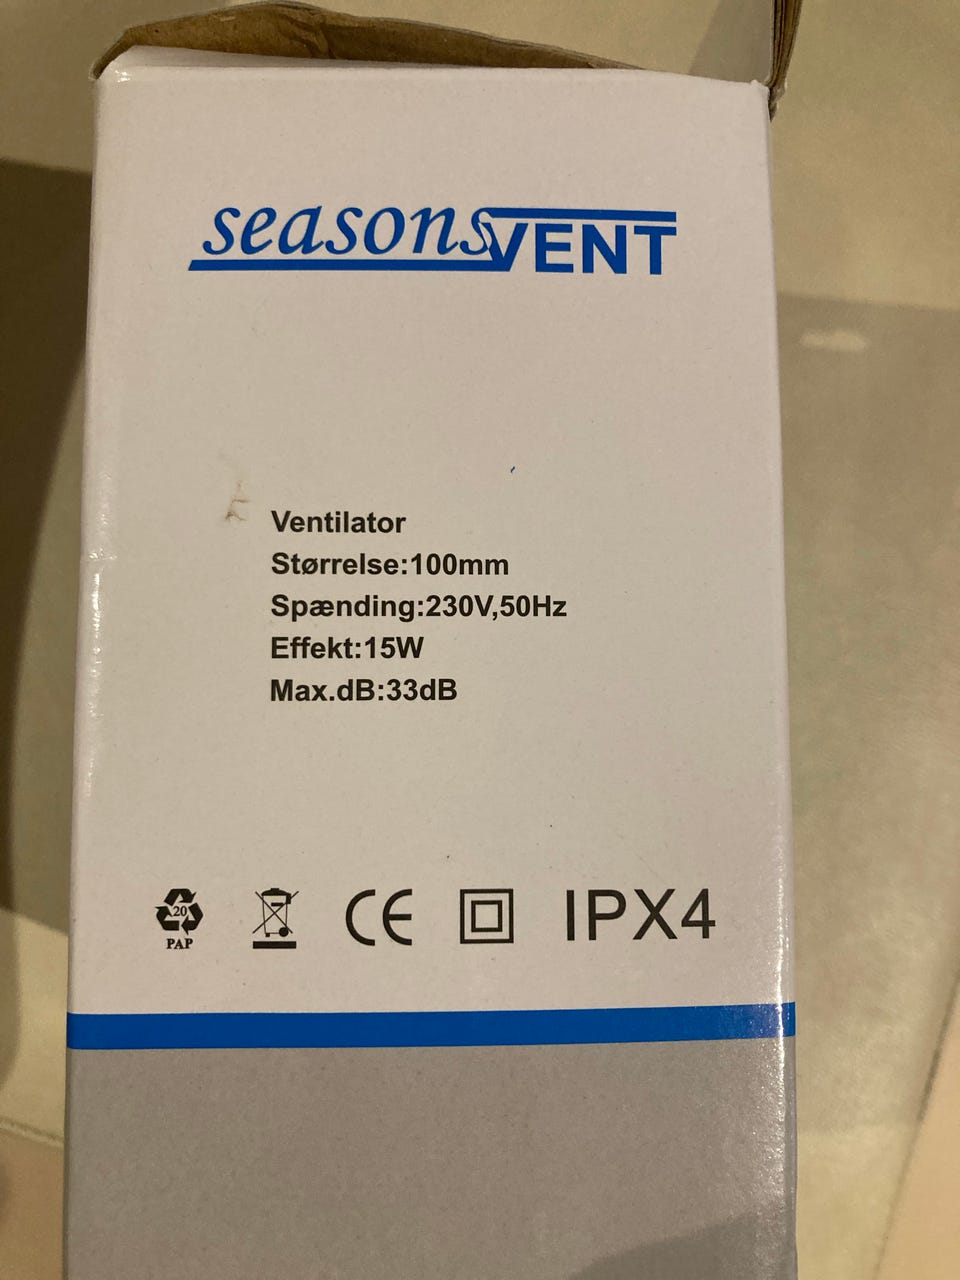 seasonsVENT
Ventilator
Størrelse:100mm
Spænding:230V,50Hz
Effekt:15W
Max.dB:33dB
20
PAP
CE
IPX4